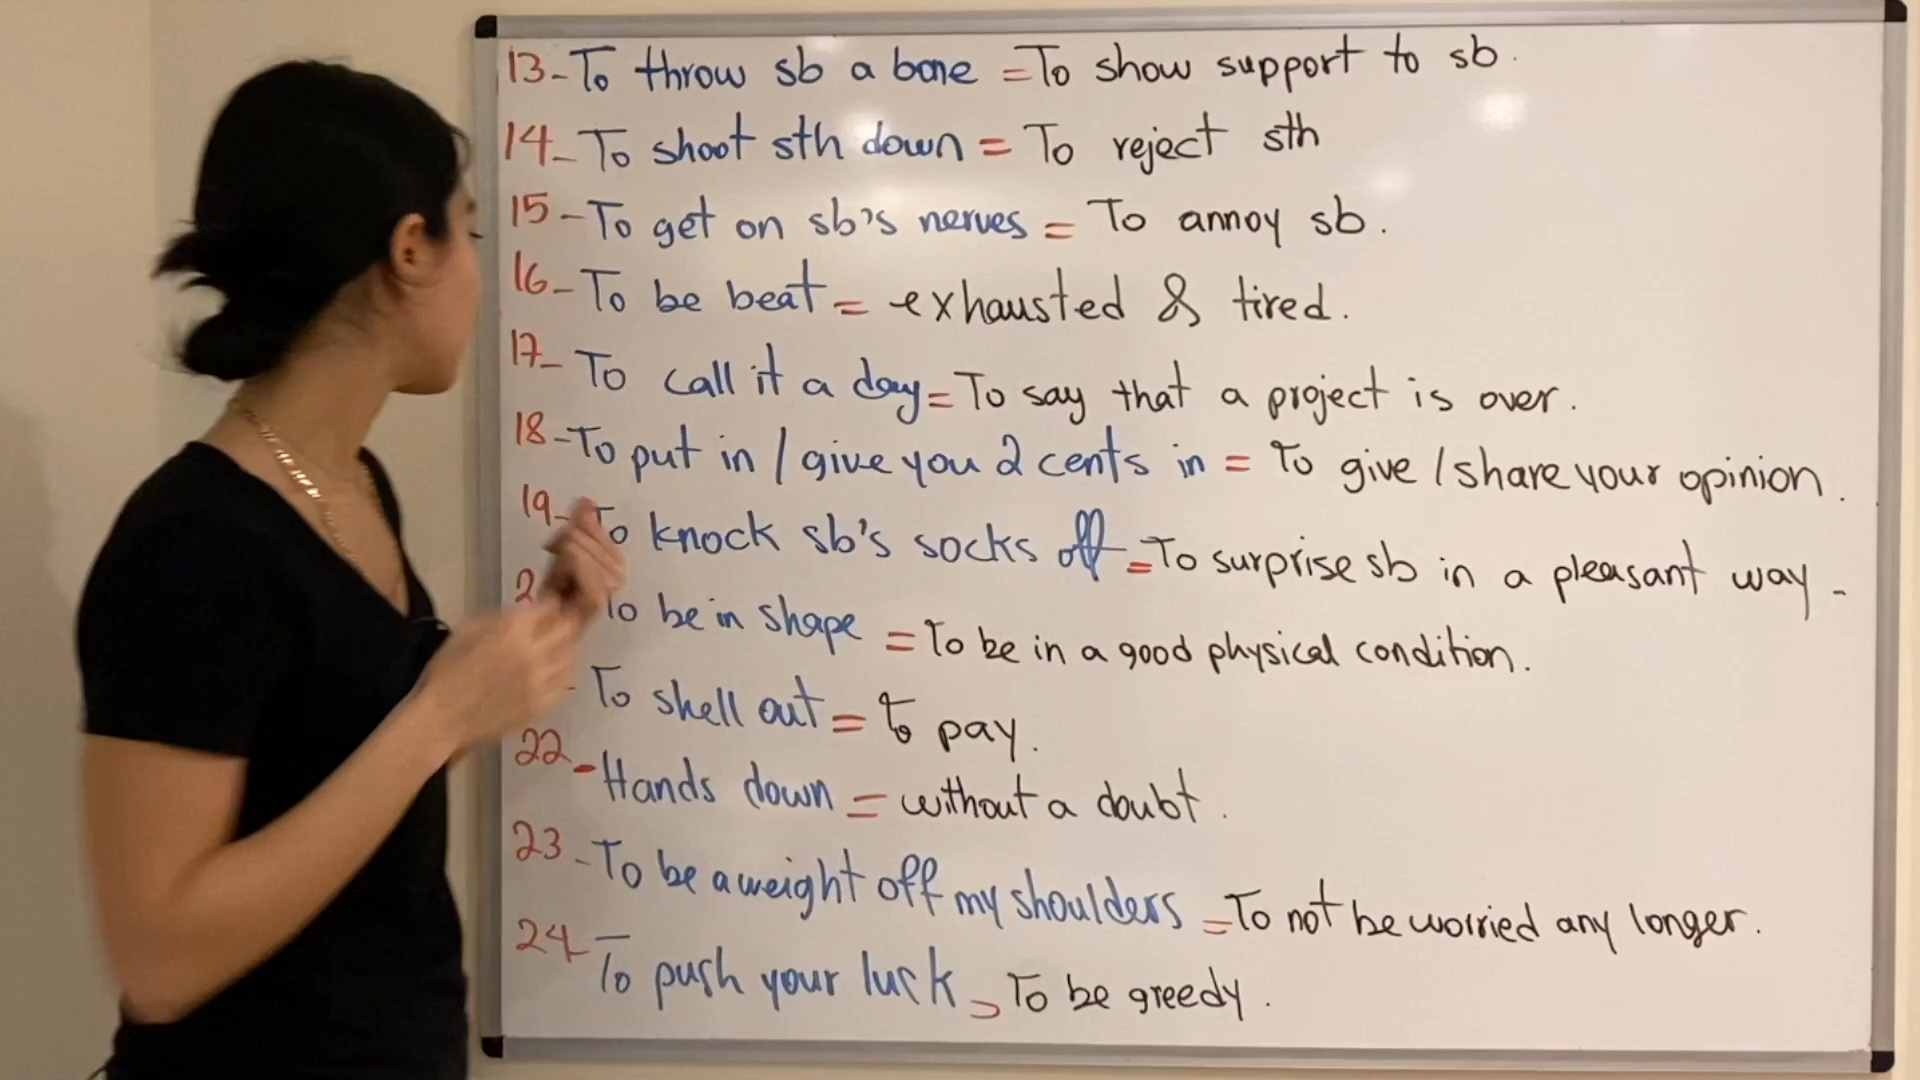 13- To throw sb a bone = To show support to sb.
14- To shoot sth down = To reject sth
15- To get on sb's nerves = To annoy sb.
16- To be beat = exhausted & tired.
17- To call it a day = To say that a project is over.
18- To put in / give you 2 cents in = To give / share your opinion.
19- To knock sb's socks off = To surprise sb in a pleasant way -
2 To be in shape = To be in a good physical condition.
- To shell out = to pay.
22- Hands down = without a doubt.
23- To be a weight off my shoulders = To not be worried any longer.
24- To push your luck = To be greedy.